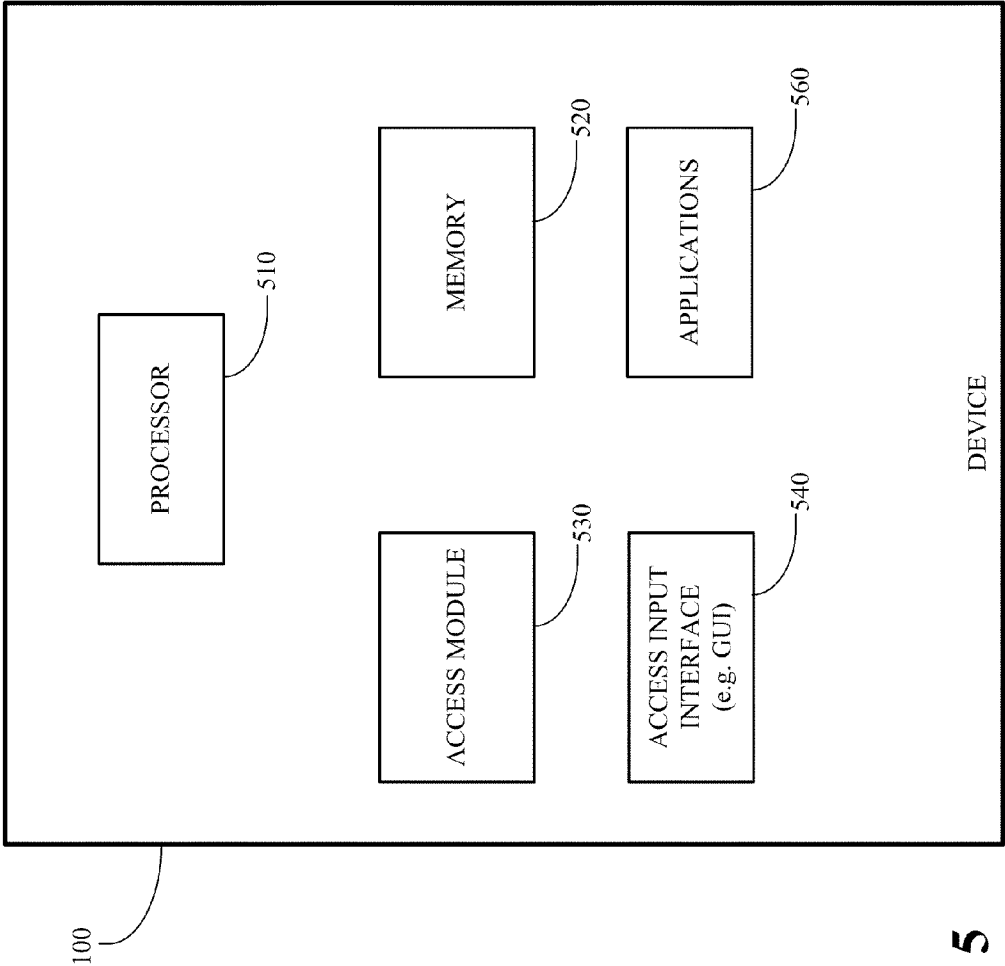 100
PROCESSOR
510
ACCESS MODULE
530
MEMORY
520
ACCESS INPUT
INTERFACE
(e.g. GUI)
540
APPLICATIONS
560
DEVICE
5